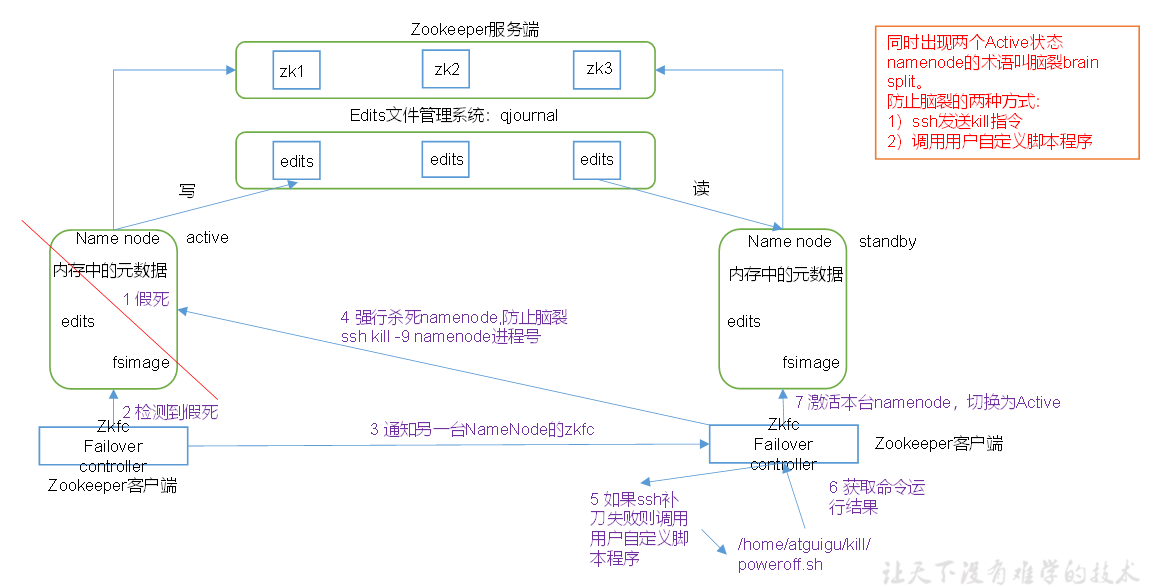 Zookeeper服务端
zk1
zk2
zk3
Edits文件管理系统：qjournal
edits
edits
edits
同时出现两个Active状态
namenode的术语叫脑裂brain
split。
防止脑裂的两种方式：
1）ssh发送kill指令
2）调用用户自定义脚本程序
写
读
Name node
active
内存中的元数据
1 假死
edits
fsimage
Name node
standby
内存中的元数据
edits
fsimage
4 强行杀死namenode,防止脑裂
ssh kill -9 namenode进程号
2 检测到假死
Zkfc
Failover
controller
Zookeeper客户端
3 通知另一台NameNode的zkfc
7 激活本台namenode，切换为Active
Zkfc
Failover
controller
Zookeeper客户端
5 如果ssh补
刀失败则调用
用户自定义脚
本程序
6 获取命令运
行结果
/home/atguigu/kill/
poweroff.sh
让天下没有难学的技术